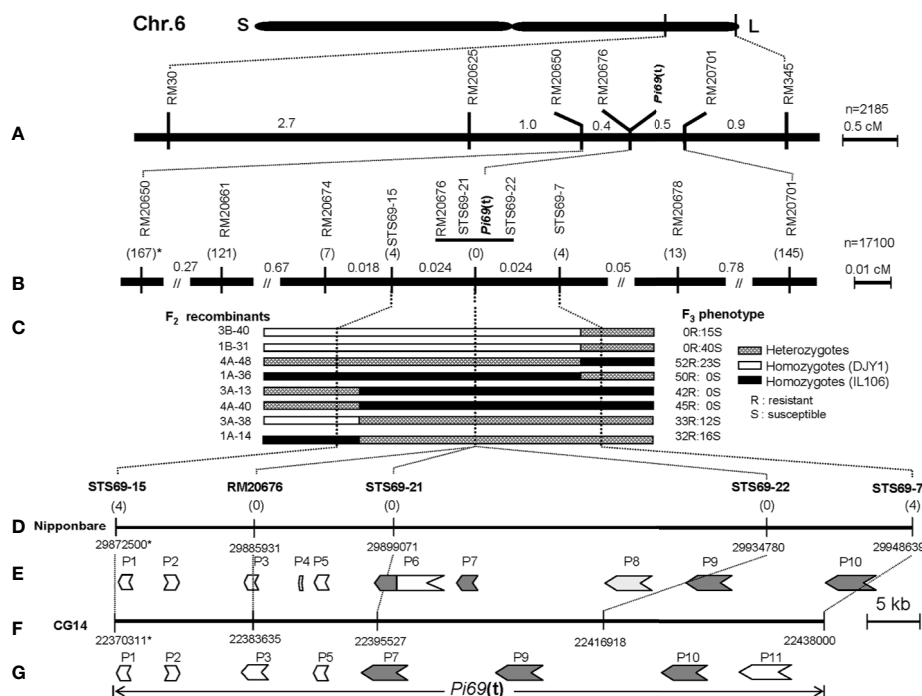 Chr.6 S L
RM30 RM20625 RM20650 RM20676 Pi69(t) RM20701 RM345
A 2.7 1.0 0.4 0.5 0.9 n=2185
0.5 cM
RM20650 RM20661 RM20674 STS69-15 RM20676 STS69-21 Pi69(t) STS69-22 STS69-7 RM20678 RM20701
(167)* (121) (7) (4) (0) (4) (13) (145) n=17100
0.27 0.67 0.018 0.024 0.024 0.05 0.78
B // // // // 0.01 cM
C F2 recombinants F3 phenotype
3B-40 0R:15S
1B-31 0R:40S
4A-48 52R:23S
1A-36 50R: 0S
3A-13 42R: 0S
4A-40 45R: 0S
3A-38 33R:12S
1A-14 32R:16S
Heterozygotes
Homozygotes (DJY1)
Homozygotes (IL106)
R : resistant
S : susceptible
STS69-15 RM20676 STS69-21 STS69-22 STS69-7
(4) (0) (0) (0) (4)
D Nipponbare
29872500* 29885931 29899071 29934780 29948639
E P1 P2 P3 P4 P5 P6 P7 P8 P9 P10
5 kb
F CG14
22370311* 22383635 22395527 22416918 22438000
G P1 P2 P3 P5 P7 P9 P10 P11
Pi69(t)